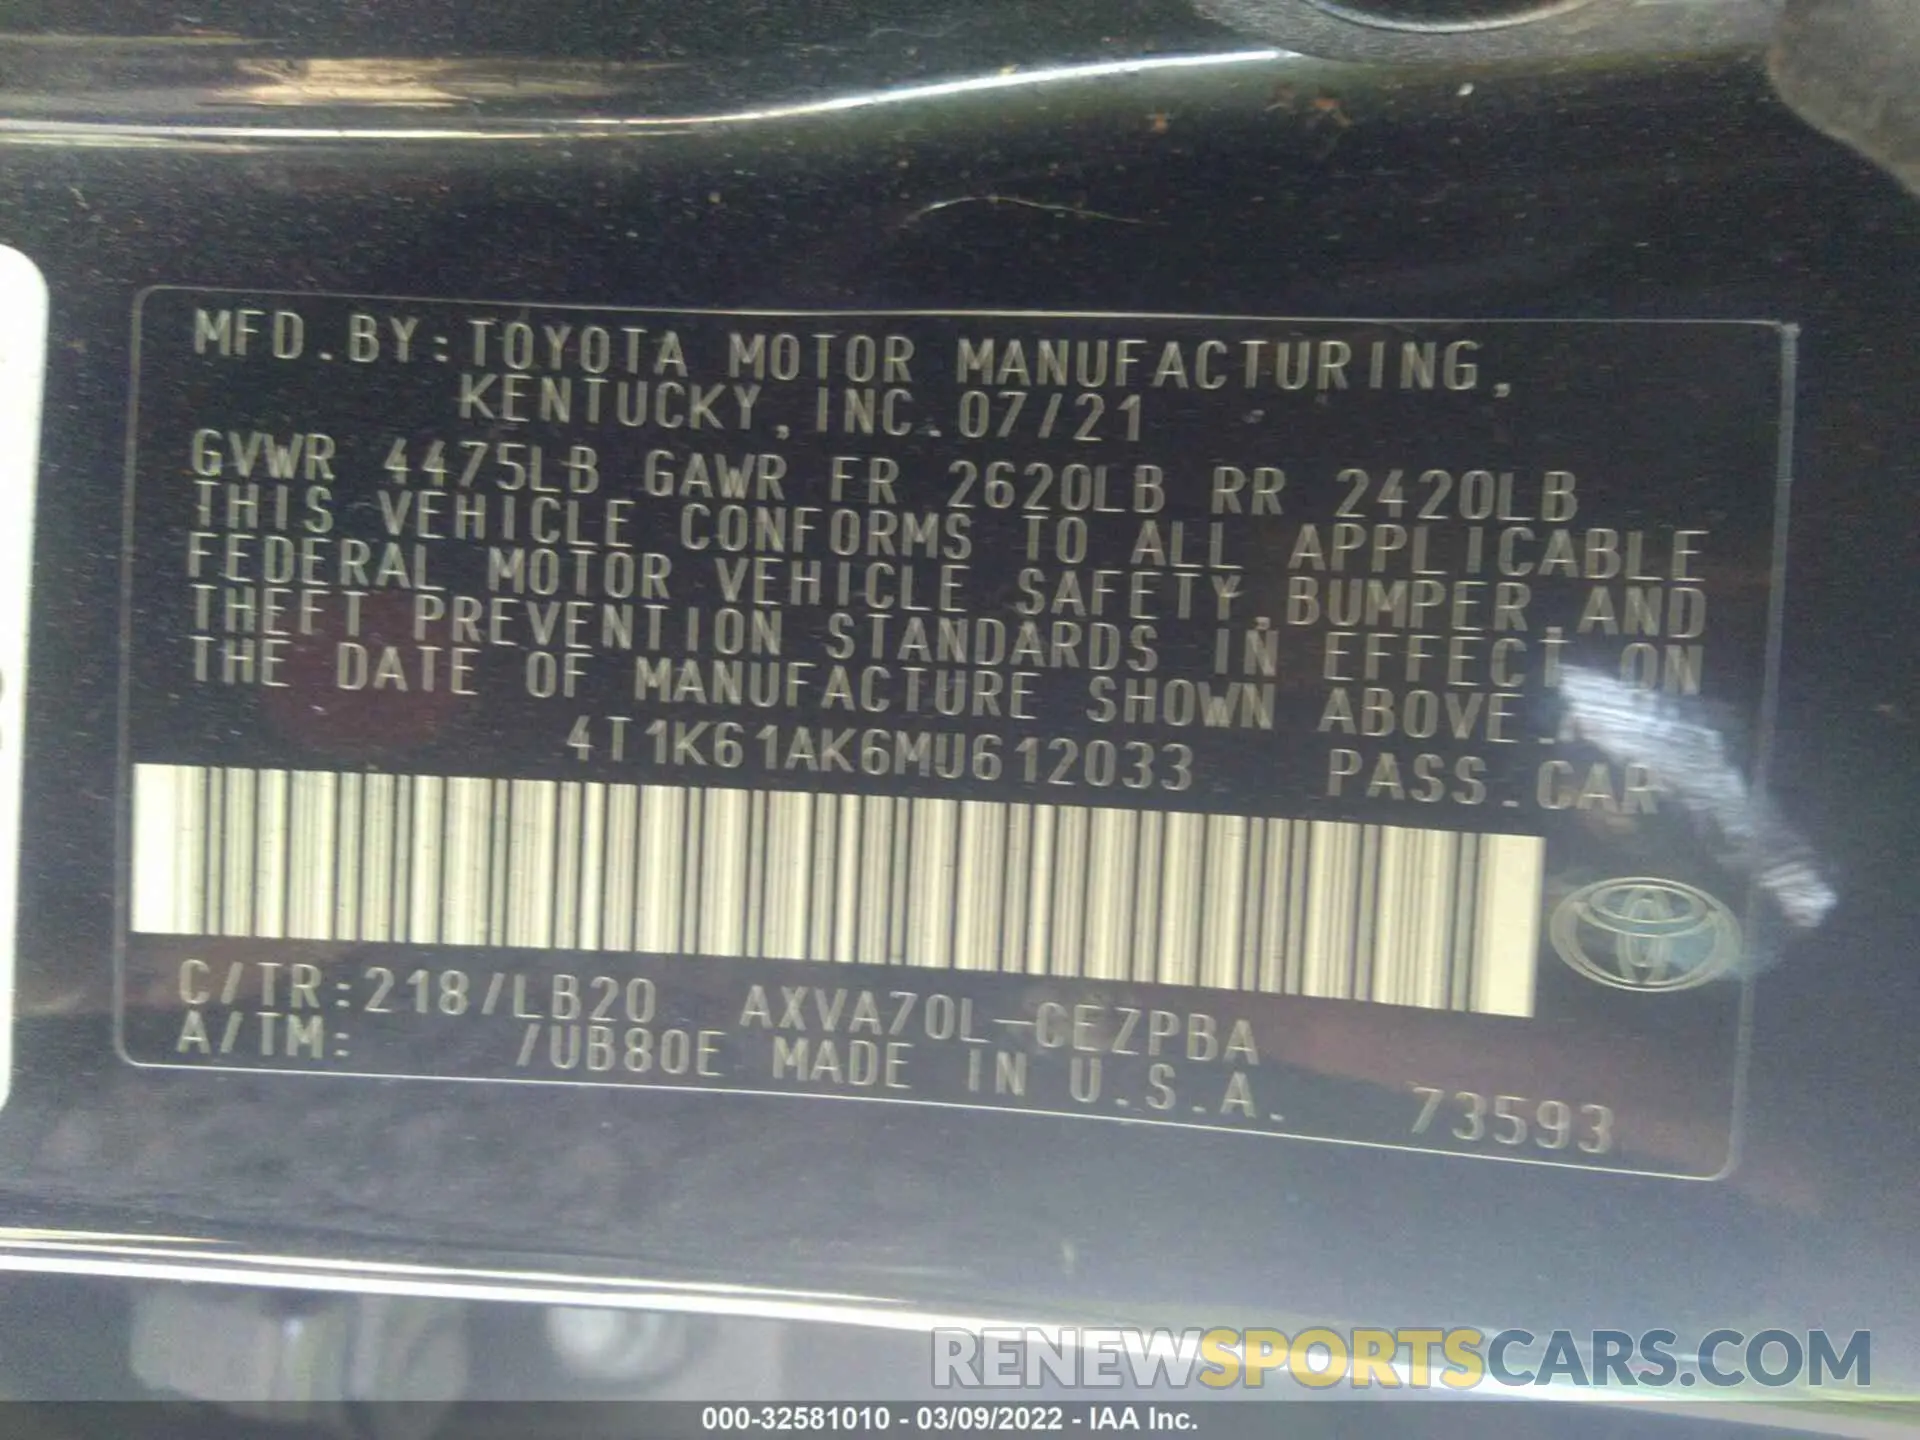 MFD.BY:TOYOTA MOTOR MANUFACTURING,
KENTUCKY,INC.07/21
GVWR 4475LB GAWR FR 2620LB RR 2420LB
THIS VEHICLE CONFORMS TO ALL APPLICABLE
FEDERAL MOTOR VEHICLE SAFETY,BUMPER,AND
THEFT PREVENTION STANDARDS IN EFFECT ON
THE DATE OF MANUFACTURE SHOWN ABOVE.
4T1K61AK6MU612033 PASS.CAR
C/TR:218/LB20 AXVA70L-CEZPBA
A/TM: /UB80E MADE IN U.S.A. 73593
RENEWSPORTSCARS.COM
000-32581010 - 03/09/2022 - IAA Inc.